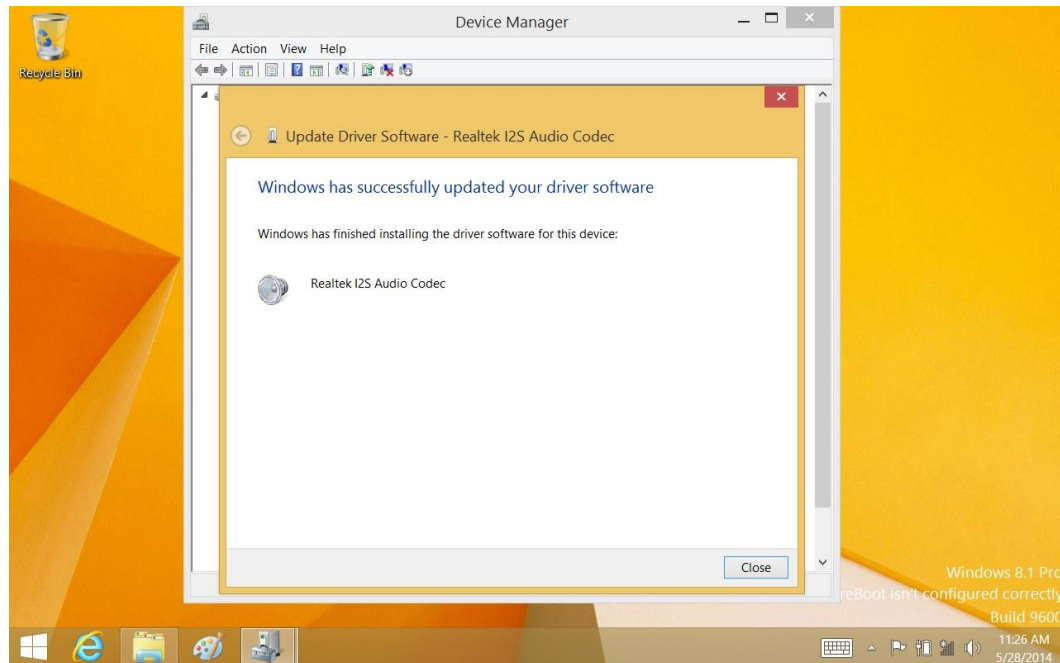 Recycle Bin
Device Manager
File Action View Help
Update Driver Software - Realtek I2S Audio Codec
Windows has successfully updated your driver software
Windows has finished installing the driver software for this device:
Realtek I2S Audio Codec
Close
Windows 8.1 Pro
reBoot isn't configured correctly
Build 9600
11:26 AM
5/28/2014